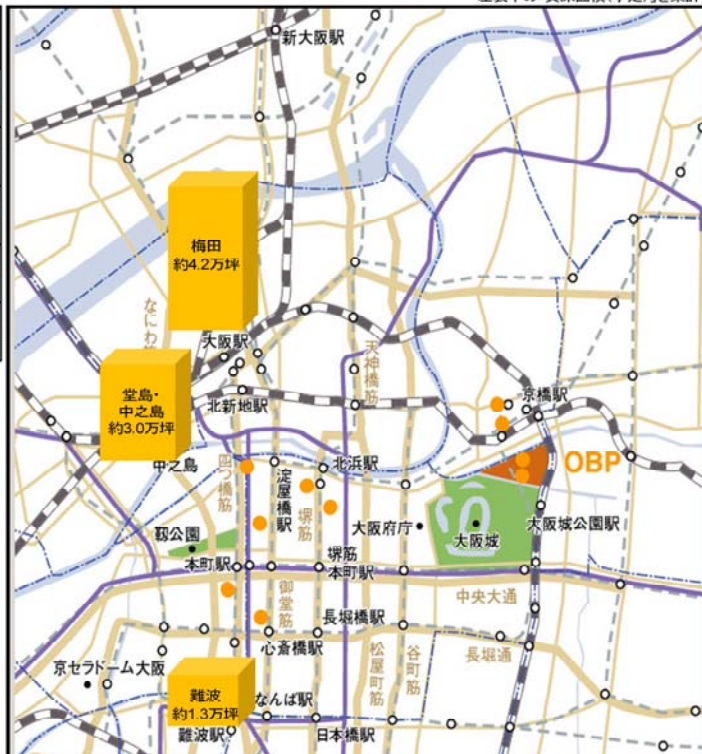 新大阪駅
梅田
約4.2万坪
なにわ
大阪駅
天神橋筋
堂島・
中之島
約3.0万坪
北新地駅
京橋駅
中之島
四つ橋筋
淀屋橋駅
北浜駅
堺筋
OBP
大阪府庁
大阪城
大阪城公園駅
靱公園
本町駅
堺筋
本町駅
中央大通
御堂筋
長堀橋駅
心斎橋駅
松屋町筋
谷町筋
長堀通
京セラドーム大阪
難波
約1.3万坪
なんば駅
難波駅
日本橋駅